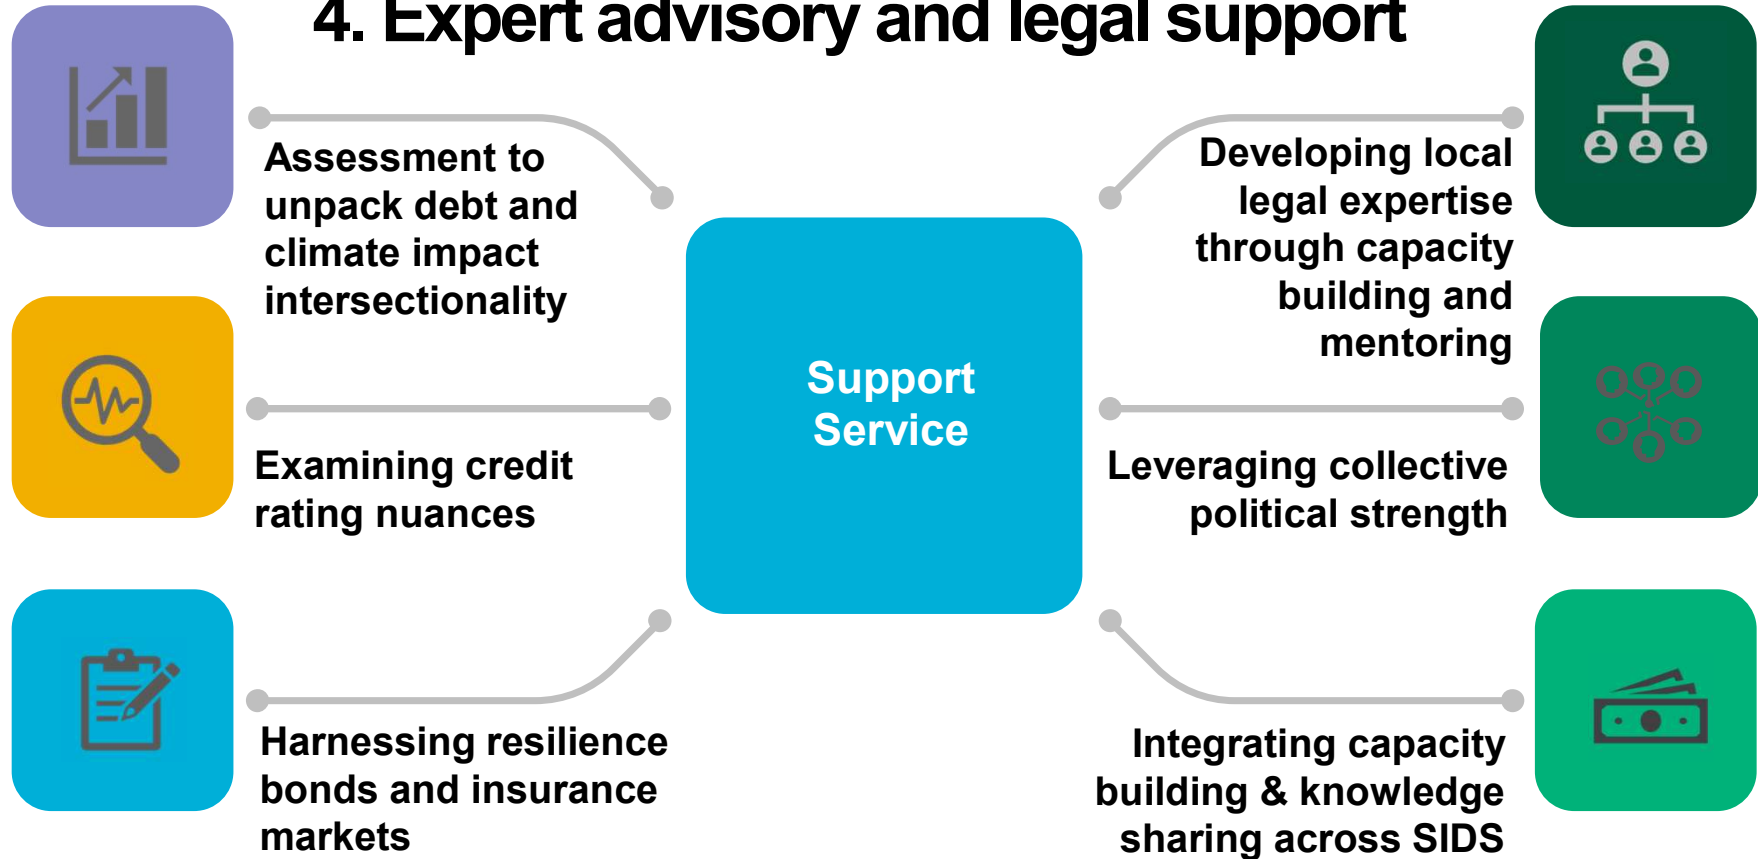 4. Expert advisory and legal support
Assessment to
unpack debt and
climate impact
intersectionality
Examining credit
rating nuances
Harnessing resilience
bonds and insurance
markets
Support
Service
Developing local
legal expertise
through capacity
building and
mentoring
Leveraging collective
political strength
Integrating capacity
building & knowledge
sharing across SIDS